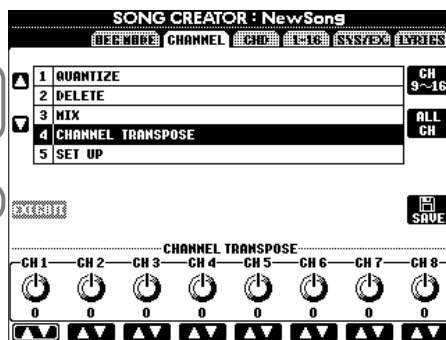 SONG CREATOR : NewSong
REC MODE CHANNEL CHD 1-16 SYS/EX. LYRICS
1 QUANTIZE
2 DELETE
3 MIX
4 CHANNEL TRANSPOSE
5 SET UP
CH 9~16
ALL CH
EXECUTE
SAVE
CHANNEL TRANSPOSE
CH 1 CH 2 CH 3 CH 4 CH 5 CH 6 CH 7 CH 8
0 0 0 0 0 0 0 0